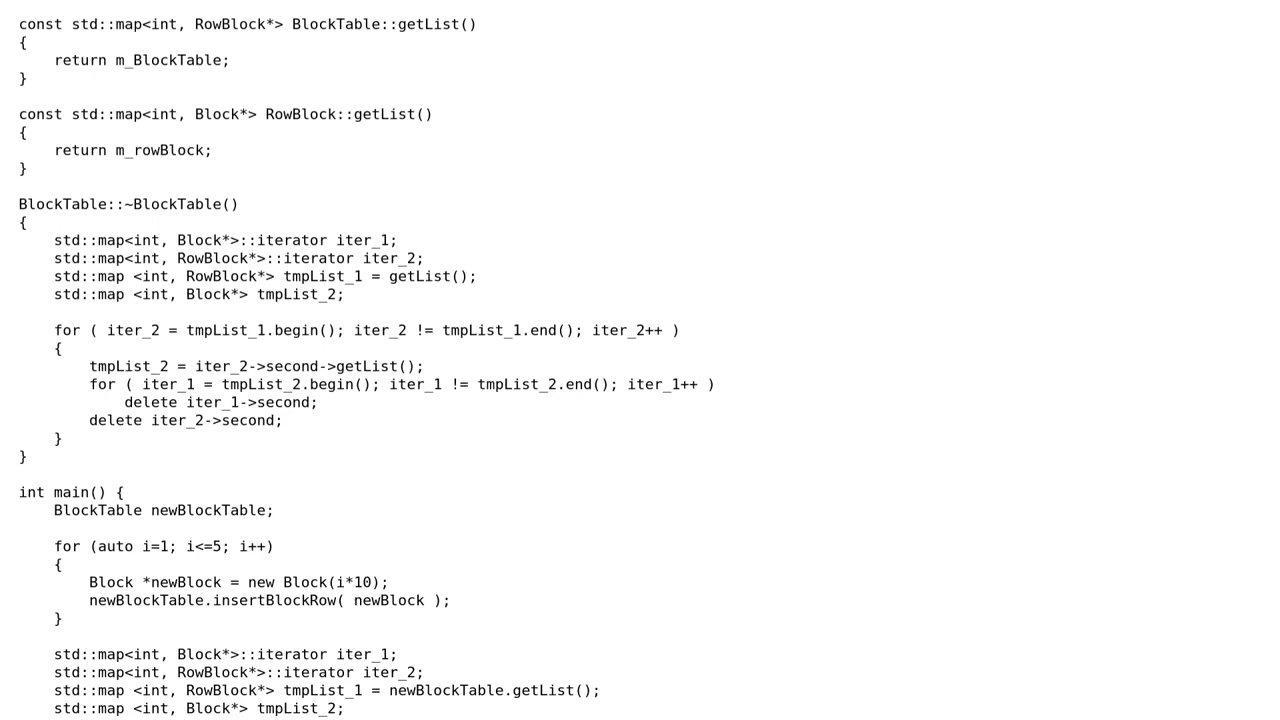 const std::map<int, RowBlock*> BlockTable::getList()
{
    return m_BlockTable;
}

const std::map<int, Block*> RowBlock::getList()
{
    return m_rowBlock;
}

BlockTable::~BlockTable()
{
    std::map<int, Block*>::iterator iter_1;
    std::map<int, RowBlock*>::iterator iter_2;
    std::map <int, RowBlock*> tmpList_1 = getList();
    std::map <int, Block*> tmpList_2;

    for ( iter_2 = tmpList_1.begin(); iter_2 != tmpList_1.end(); iter_2++ )
    {
        tmpList_2 = iter_2->second->getList();
        for ( iter_1 = tmpList_2.begin(); iter_1 != tmpList_2.end(); iter_1++ )
            delete iter_1->second;
        delete iter_2->second;
    }
}

int main() {
    BlockTable newBlockTable;

    for (auto i=1; i<=5; i++)
    {
        Block *newBlock = new Block(i*10);
        newBlockTable.insertBlockRow( newBlock );
    }

    std::map<int, Block*>::iterator iter_1;
    std::map<int, RowBlock*>::iterator iter_2;
    std::map <int, RowBlock*> tmpList_1 = newBlockTable.getList();
    std::map <int, Block*> tmpList_2;